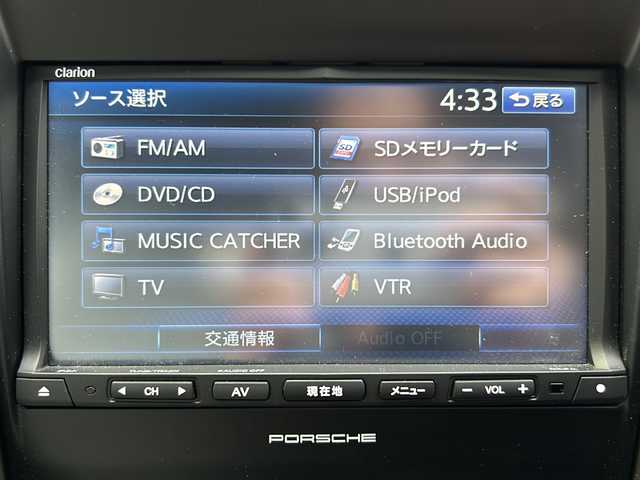 Clarion
ソース選択 4:33 戻る
FM/AM SDメモリーカード
DVD/CD USB/iPod
MUSIC CATCHER Bluetooth Audio
TV VTR
交通情報 Audio OFF
CH AV 現在地 メニュー VOL
PORSCHE